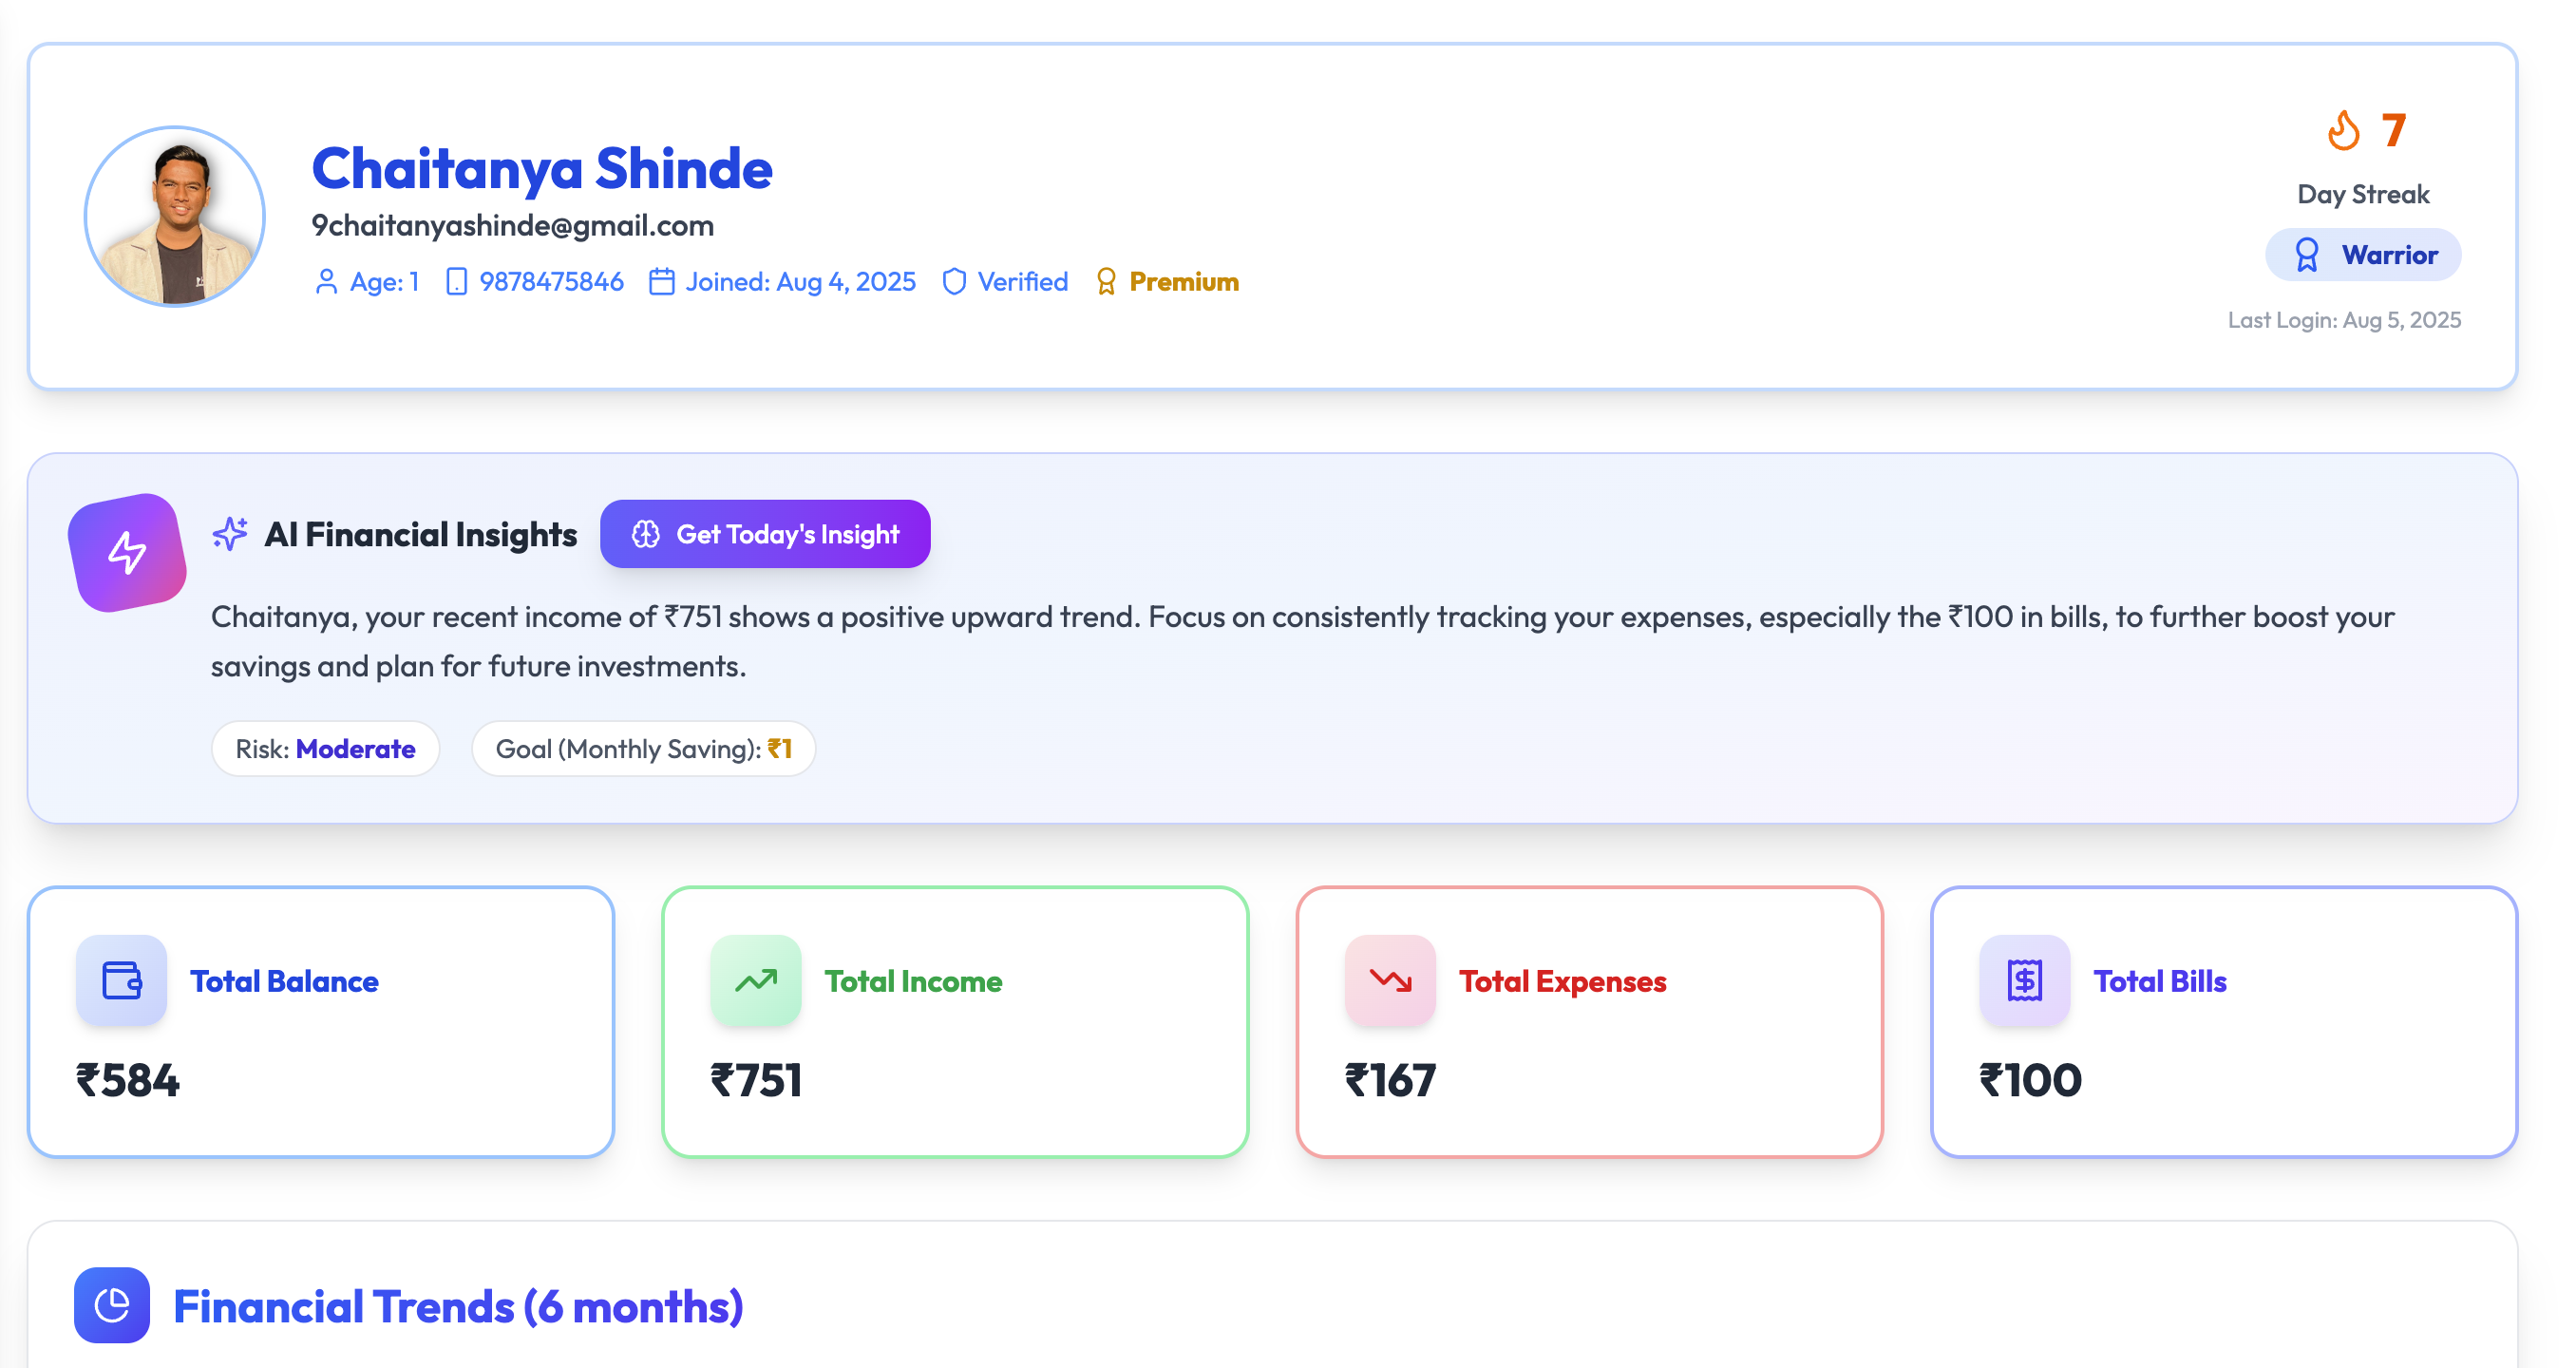 Chaitanya Shinde
9chaitanyashinde@gmail.com
Age: 1 9878475846 Joined: Aug 4, 2025 Verified Premium
7
Day Streak
Warrior
Last Login: Aug 5, 2025
AI Financial Insights Get Today's Insight
Chaitanya, your recent income of ₹751 shows a positive upward trend. Focus on consistently tracking your expenses, especially the ₹100 in bills, to further boost your
savings and plan for future investments.
Risk: Moderate Goal (Monthly Saving): ₹1
Total Balance
₹584
Total Income
₹751
Total Expenses
₹167
Total Bills
₹100
Financial Trends (6 months)